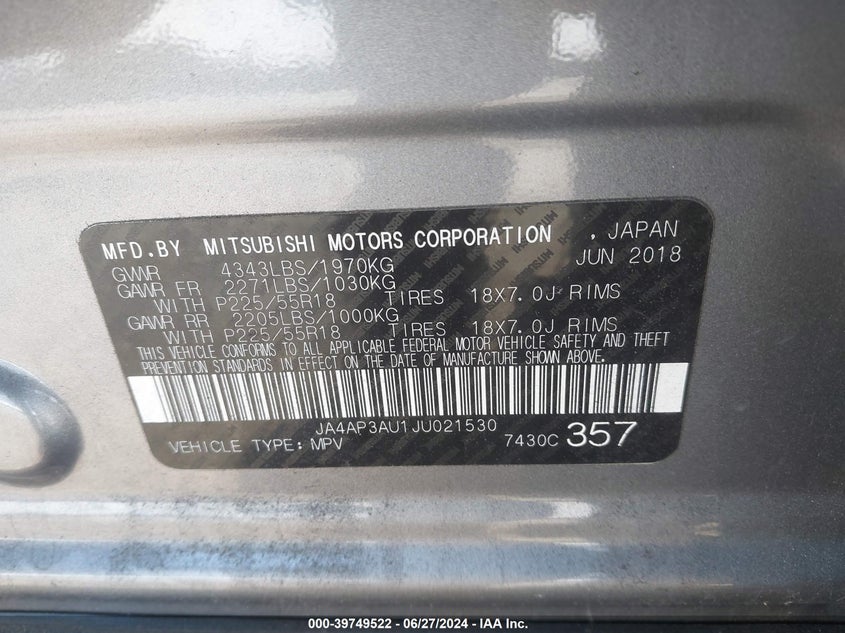 MFD.BY MITSUBISHI MOTORS CORPORATION , JAPAN
GVWR 4343LBS/1970KG JUN 2018
GAWR FR 2271LBS/1030KG
WITH P225/55R18 TIRES 18X7.0J RIMS
GAWR RR 2205LBS/1000KG
WITH P225/55R18 TIRES 18X7.0J RIMS
THIS VEHICLE CONFORMS TO ALL APPLICABLE FEDERAL MOTOR VEHICLE SAFETY AND THEFT
PREVENTION STANDARDS IN EFFECT ON THE DATE OF MANUFACTURE SHOWN ABOVE.
JA4AP3AU1JU021530
VEHICLE TYPE: MPV 7430C 357
000-39749522 - 06/27/2024 - © IAA Inc.